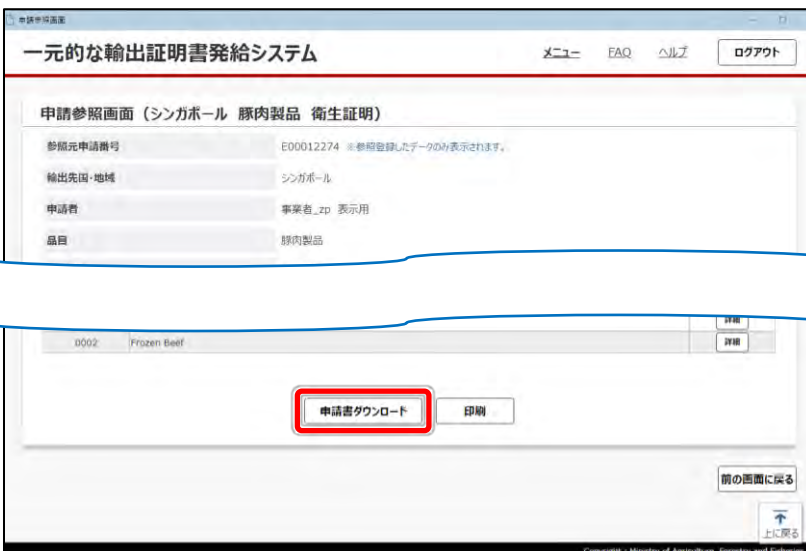 申請参照画面
一元的な輸出証明書発給システム
メニュー FAQ ヘルプ ログアウト
申請参照画面（シンガポール 豚肉製品 衛生証明）
参照元申請番号 E00012274 ※参照登録したデータのみ表示されます。
輸出先国・地域 シンガポール
申請者 事業者_zp 表示用
品目 豚肉製品
詳細
0002 Frozen Beef 詳細
申請書ダウンロード 印刷
前の画面に戻る
上に戻る
Copyright : Ministry of Agriculture, Forestry and Fisheries